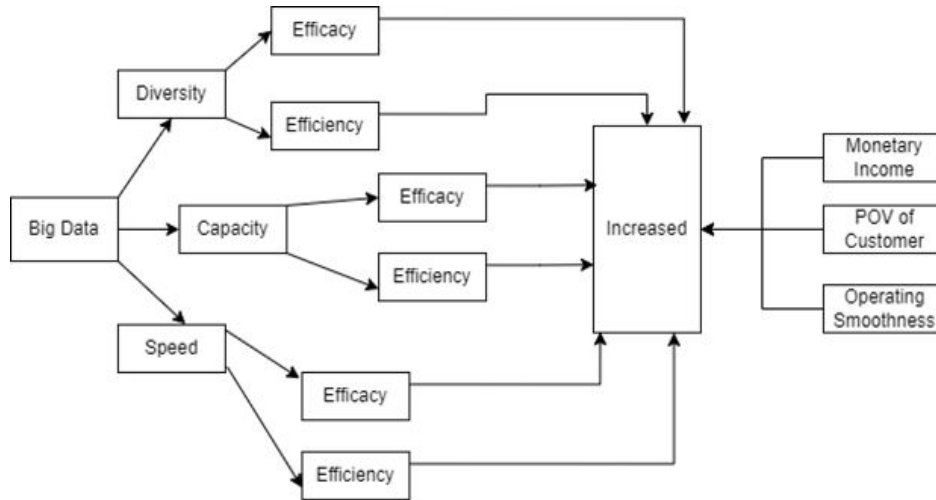 Efficacy
Diversity
Efficiency
Monetary
Income
Efficacy
Big Data
Capacity
Increased
POV of
Customer
Efficiency
Operating
Smoothness
Speed
Efficacy
Efficiency